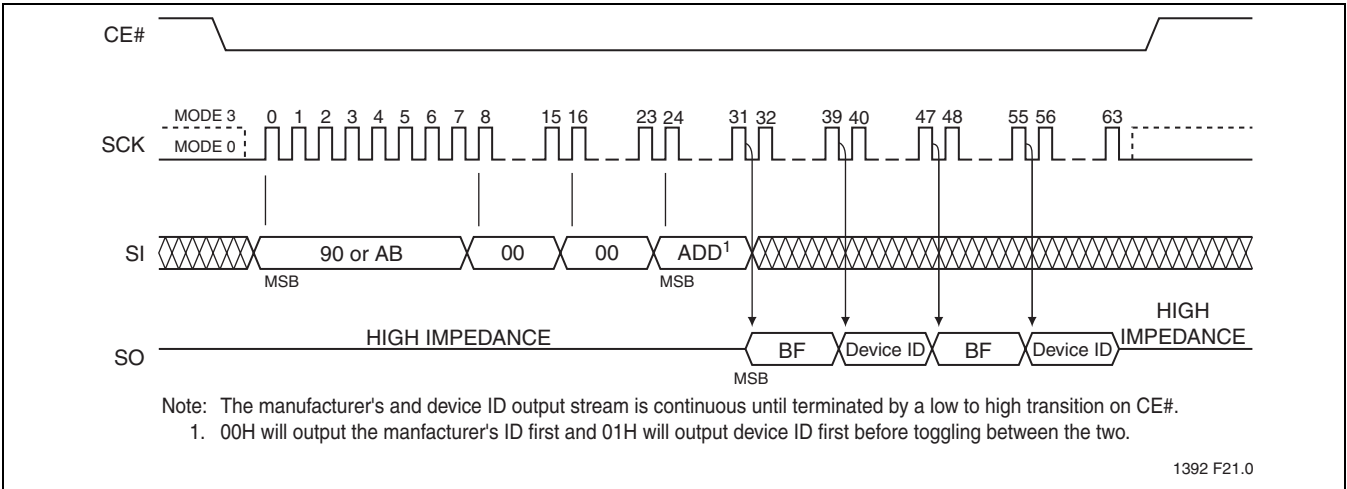 CE#
MODE 3
0 1 2 3 4 5 6 7 8 15 16 23 24 31 32 39 40 47 48 55 56 63
SCK
MODE 0
SI
90 or AB
00
00
ADD1
MSB
MSB
HIGH IMPEDANCE
HIGH
IMPEDANCE
SO
BF
Device ID
BF
Device ID
MSB
Note: The manufacturer's and device ID output stream is continuous until terminated by a low to high transition on CE#.
1. 00H will output the manfacturer's ID first and 01H will output device ID first before toggling between the two.
1392 F21.0